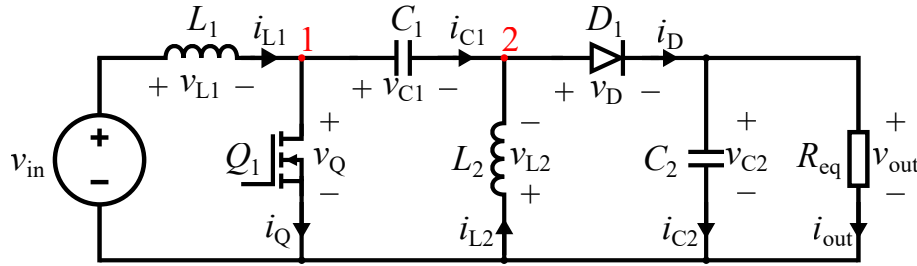 L1 iL1 1 C1 iC1 2 D1 iD
+ vL1 − + vC1 − + vD −
+ − vin
Q1 + vQ −
L2 − vL2 +
C2 + vC2 −
Req + vout −
iQ iL2 iC2 iout